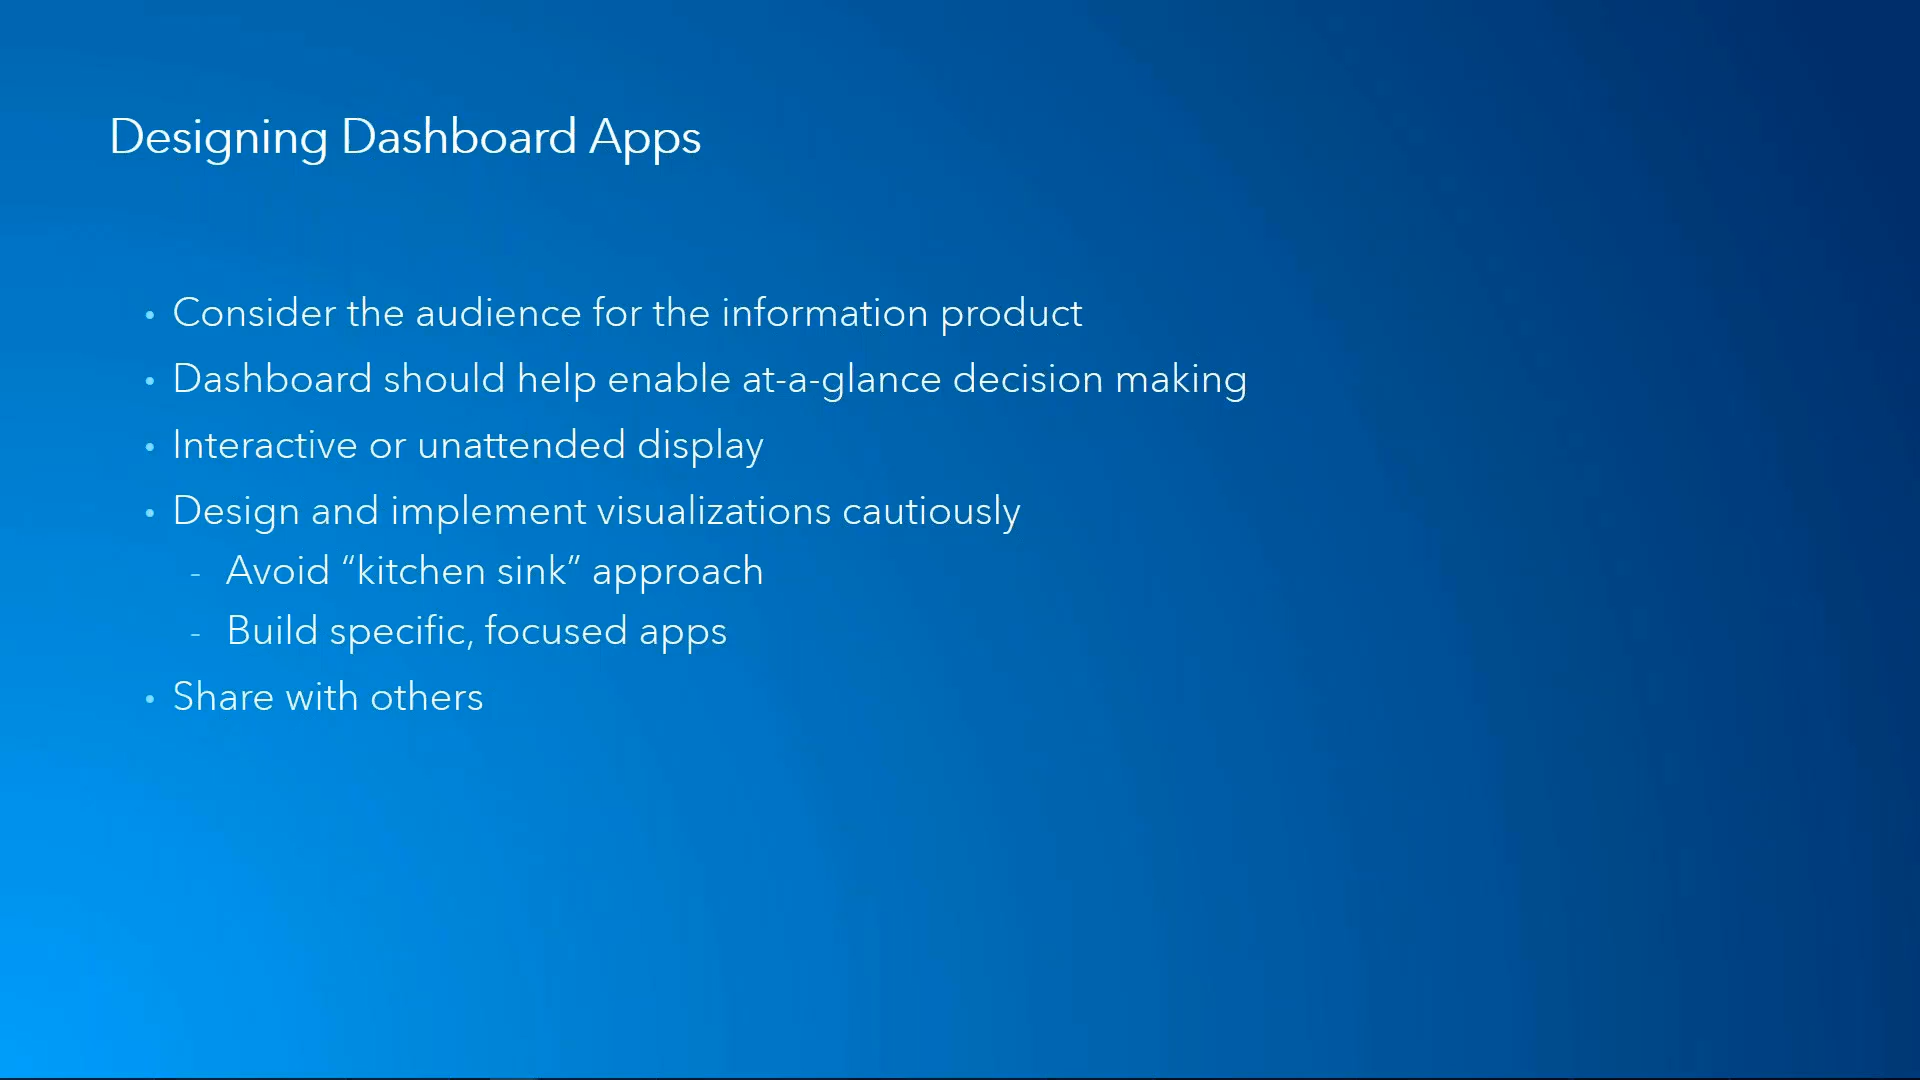 Designing Dashboard Apps
• Consider the audience for the information product
• Dashboard should help enable at-a-glance decision making
• Interactive or unattended display
• Design and implement visualizations cautiously
- Avoid “kitchen sink” approach
- Build specific, focused apps
• Share with others